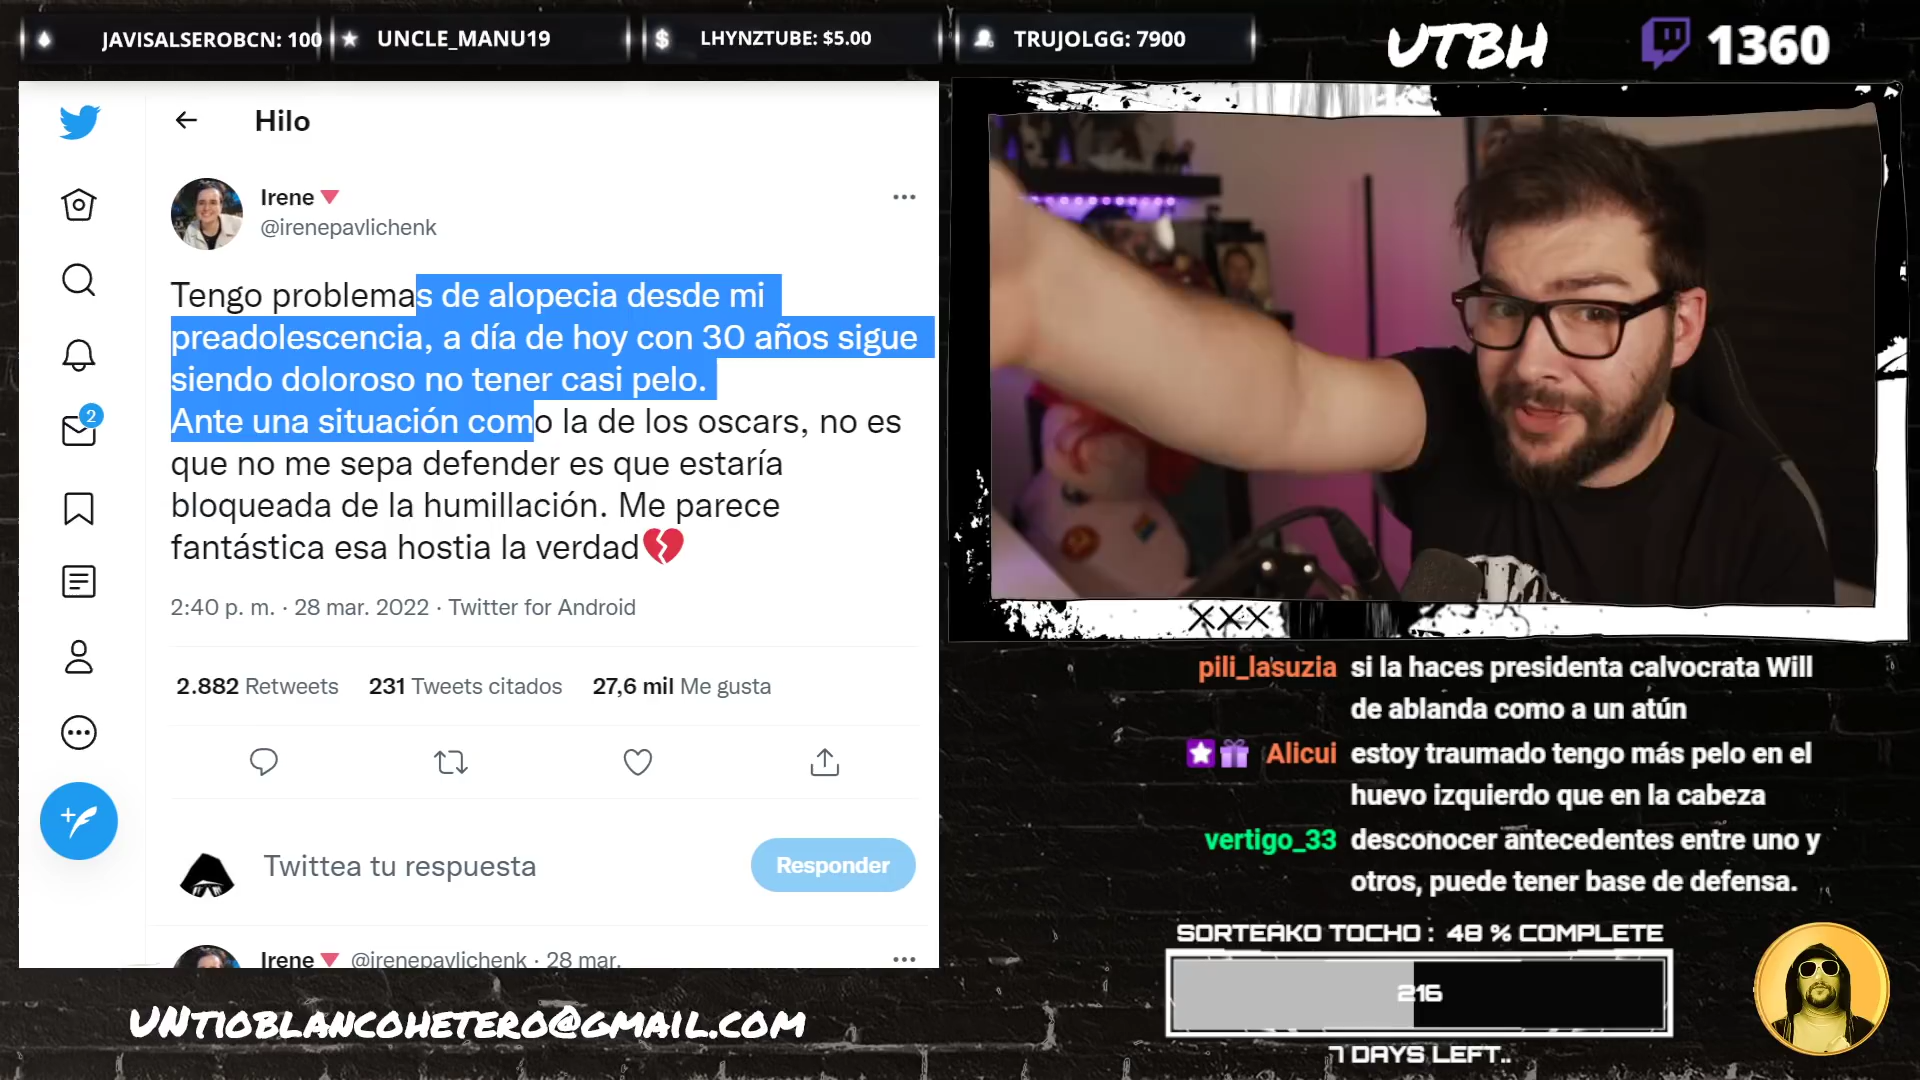 JAVISALSEROBCN: 100
UNCLE_MANU19
$
LHYNZTUBE: $5.00
TRUJOLGG: 7900
UTBH
1360
Hilo
Irene
@irenepavlichenk
Tengo problemas de alopecia desde mi
preadolescencia, a día de hoy con 30 años sigue
siendo doloroso no tener casi pelo.
Ante una situación como la de los oscars, no es
que no me sepa defender es que estaría
bloqueada de la humillación. Me parece
fantástica esa hostia la verdad💔
2:40 p. m. · 28 mar. 2022 · Twitter for Android
2.882 Retweets 231 Tweets citados 27,6 mil Me gusta
2
Twittea tu respuesta
Responder
Irene @irenepavlichenk · 28 mar.
XXX
pili_lasuzia si la haces presidenta calvocrata Will
de ablanda como a un atún
Alicui estoy traumado tengo más pelo en el
huevo izquierdo que en la cabeza
vertigo_33 desconocer antecedentes entre uno y
otros, puede tener base de defensa.
SORTEAKO TOCHO : 48 % COMPLETE
216
7 DAYS LEFT..
UNTIOBLANCOHETERO@GMAIL.COM